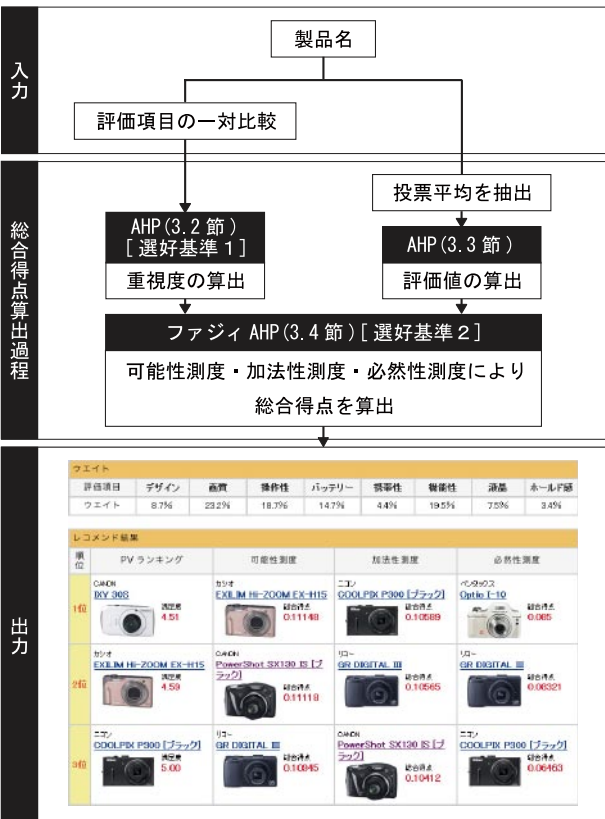 入力
製品名
評価項目の一対比較
総合得点算出過程
投票平均を抽出
AHP(3.2 節)
[ 選好基準 1 ]
重視度の算出
AHP(3.3 節)
評価値の算出
ファジィ AHP(3.4 節)[ 選好基準 2 ]
可能性測度・加法性測度・必然性測度により
総合得点を算出
出力
ウエイト
評価項目 デザイン 画質 操作性 バッテリー 携帯性 機能性 液晶 ホールド感
ウエイト 8.7% 23.2% 18.7% 14.7% 4.4% 19.5% 7.5% 3.4%
レコメンド結果
順位 PV ランキング 可能性測度 加法性測度 必然性測度
1位
CANON
IXY 30S
満足度
4.51
カシオ
EXILIM Hi-ZOOM EX-H15
総合得点
0.11148
ニコン
COOLPIX P300 [ブラック]
総合得点
0.10589
ペンタックス
Optio I-10
総合得点
0.065
2位
カシオ
EXILIM Hi-ZOOM EX-H15
満足度
4.59
CANON
PowerShot SX130 IS [ブラック]
総合得点
0.11118
リコー
GR DIGITAL III
総合得点
0.10565
リコー
GR DIGITAL III
総合得点
0.06321
3位
ニコン
COOLPIX P300 [ブラック]
満足度
5.00
リコー
GR DIGITAL III
総合得点
0.10945
CANON
PowerShot SX130 IS [ブラック]
総合得点
0.10412
ニコン
COOLPIX P300 [ブラック]
総合得点
0.06463